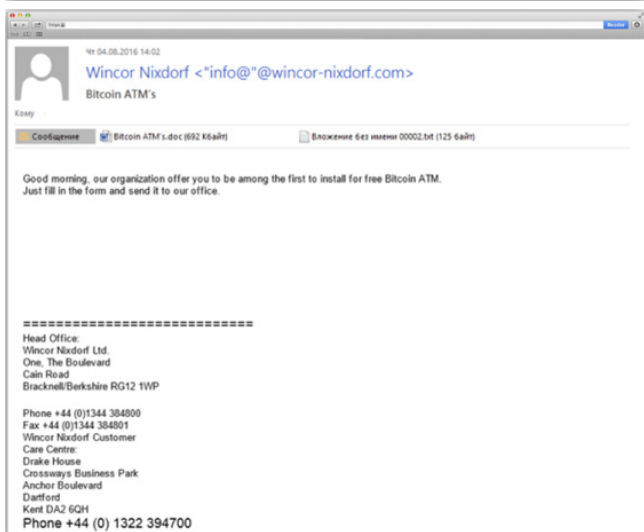 Reader
Чт 04.08.2016 14:02
Wincor Nixdorf <"info@"@wincor-nixdorf.com>
Bitcoin ATM's
Кому
Сообщение
Bitcoin ATM's.doc (692 Кбайт)
Вложение без имени 00002.txt (125 байт)
Good morning, our organization offer you to be among the first to install for free Bitcoin ATM.
Just fill in the form and send it to our office.
============================
Head Office:
Wincor Nixdorf Ltd.
One, The Boulevard
Cain Road
Bracknell/Berkshire RG12 1WP
Phone +44 (0)1344 384800
Fax +44 (0)1344 384801
Wincor Nixdorf Customer
Care Centre:
Drake House
Crossways Business Park
Anchor Boulevard
Dartford
Kent DA2 6QH
Phone +44 (0) 1322 394700